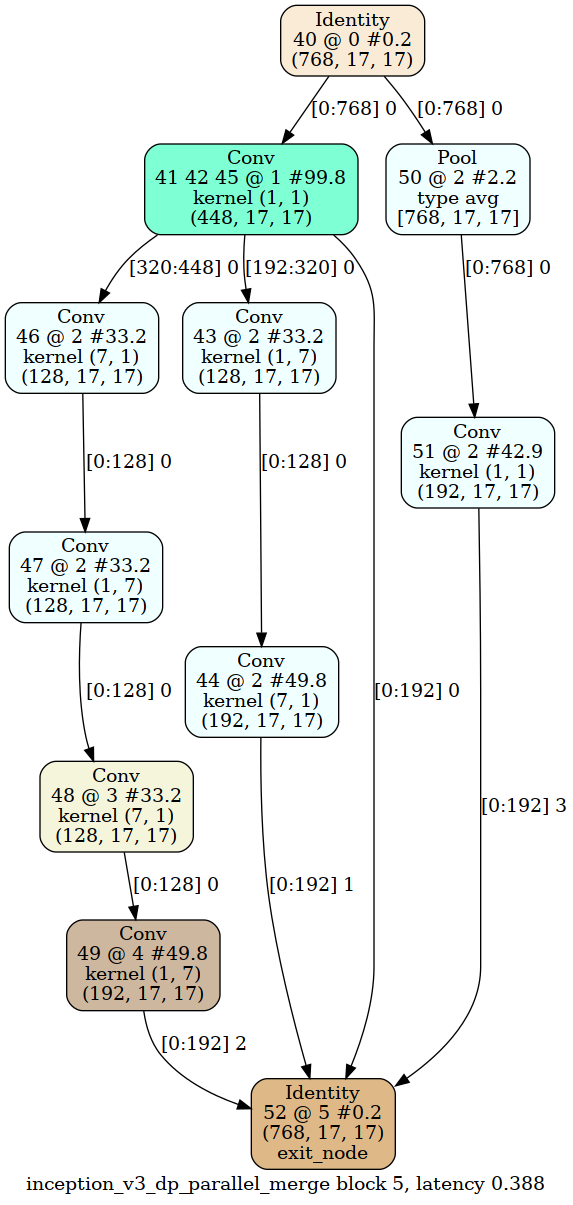 Identity
40 @ 0 #0.2
(768, 17, 17)
[0:768] 0
[0:768] 0
Conv
41 42 45 @ 1 #99.8
kernel (1, 1)
(448, 17, 17)
Pool
50 @ 2 #2.2
type avg
[768, 17, 17]
[320:448] 0
[192:320] 0
[0:768] 0
Conv
46 @ 2 #33.2
kernel (7, 1)
(128, 17, 17)
Conv
43 @ 2 #33.2
kernel (1, 7)
(128, 17, 17)
Conv
51 @ 2 #42.9
kernel (1, 1)
(192, 17, 17)
[0:128] 0
[0:128] 0
Conv
47 @ 2 #33.2
kernel (1, 7)
(128, 17, 17)
Conv
44 @ 2 #49.8
kernel (7, 1)
(192, 17, 17)
[0:128] 0
[0:192] 0
Conv
48 @ 3 #33.2
kernel (7, 1)
(128, 17, 17)
[0:192] 3
[0:128] 0
[0:192] 1
Conv
49 @ 4 #49.8
kernel (1, 7)
(192, 17, 17)
[0:192] 2
Identity
52 @ 5 #0.2
(768, 17, 17)
exit_node
inception_v3_dp_parallel_merge block 5, latency 0.388